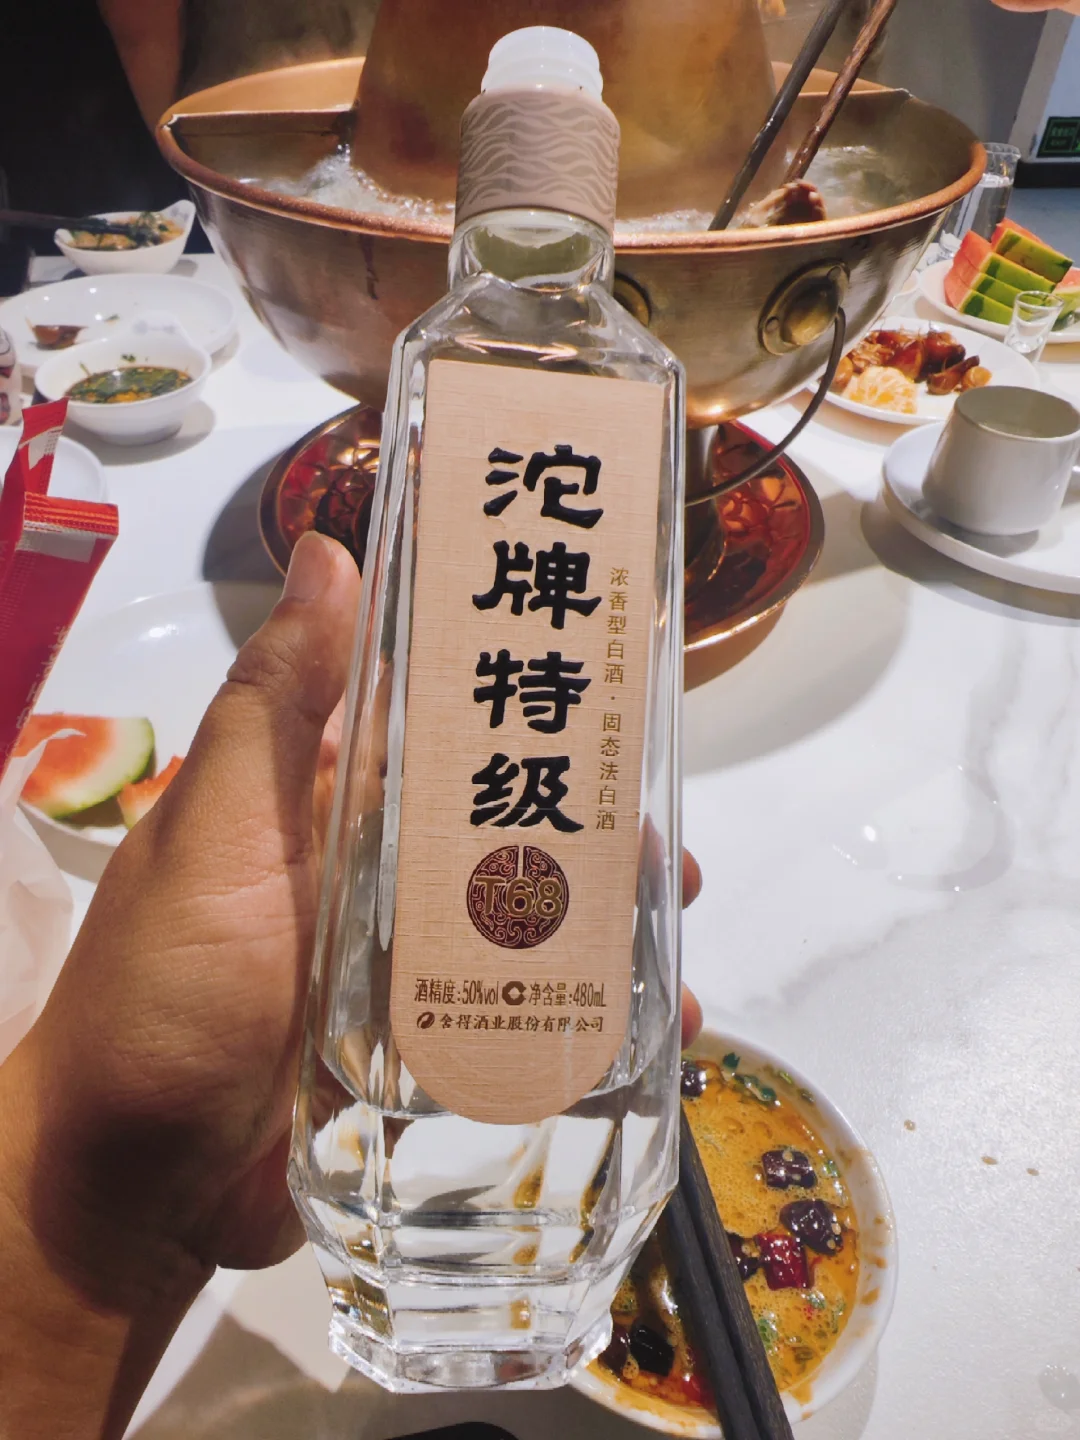 沱牌特级
浓香型白酒·固态法白酒
T68
酒精度:50%vol 净含量:480mL
舍得酒业股份有限公司